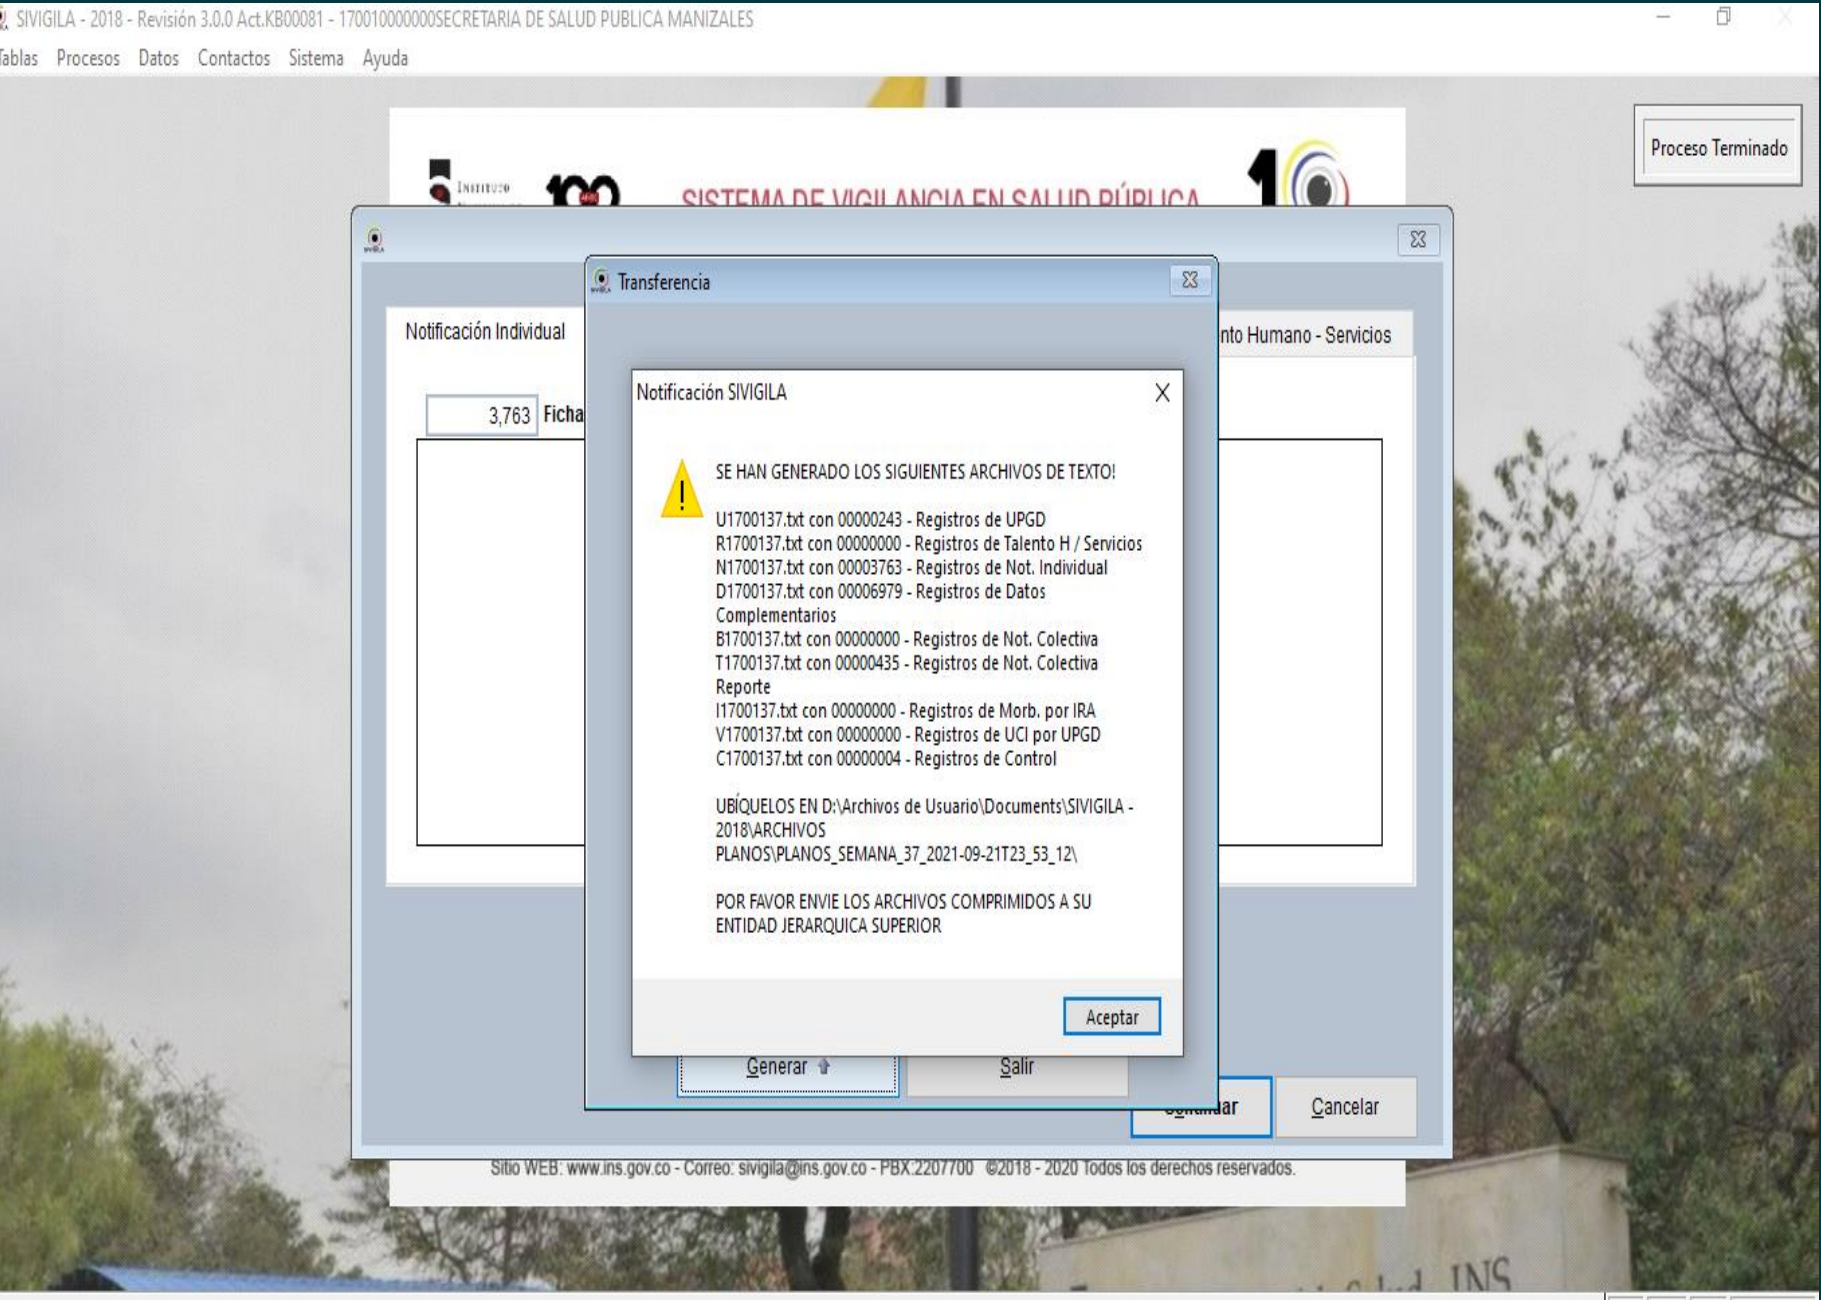 SIVIGILA - 2018 - Revisión 3.0.0 Act.KB00081 - 170010000000SECRETARIA DE SALUD PUBLICA MANIZALES
Tablas Procesos Datos Contactos Sistema Ayuda
Proceso Terminado
INSTITUTO
100
SISTEMA DE VIGILANCIA EN SALUD PÚBLICA
Transferencia
Notificación Individual
nto Humano - Servicios
3,763 Ficha
Notificación SIVIGILA
SE HAN GENERADO LOS SIGUIENTES ARCHIVOS DE TEXTO!
U1700137.txt con 00000243 - Registros de UPGD
R1700137.txt con 00000000 - Registros de Talento H / Servicios
N1700137.txt con 00003763 - Registros de Not. Individual
D1700137.txt con 00006979 - Registros de Datos
Complementarios
B1700137.txt con 00000000 - Registros de Not. Colectiva
T1700137.txt con 00000435 - Registros de Not. Colectiva
Reporte
I1700137.txt con 00000000 - Registros de Morb. por IRA
V1700137.txt con 00000000 - Registros de UCI por UPGD
C1700137.txt con 00000004 - Registros de Control
UBÍQUELOS EN D:\Archivos de Usuario\Documents\SIVIGILA -
2018\ARCHIVOS
PLANOS\PLANOS_SEMANA_37_2021-09-21T23_53_12\
POR FAVOR ENVIE LOS ARCHIVOS COMPRIMIDOS A SU
ENTIDAD JERARQUICA SUPERIOR
Aceptar
Generar Salir
Continuar Cancelar
Sitio WEB: www.ins.gov.co - Correo: sivigila@ins.gov.co - PBX:2207700 ©2018 - 2020 Todos los derechos reservados.
INS